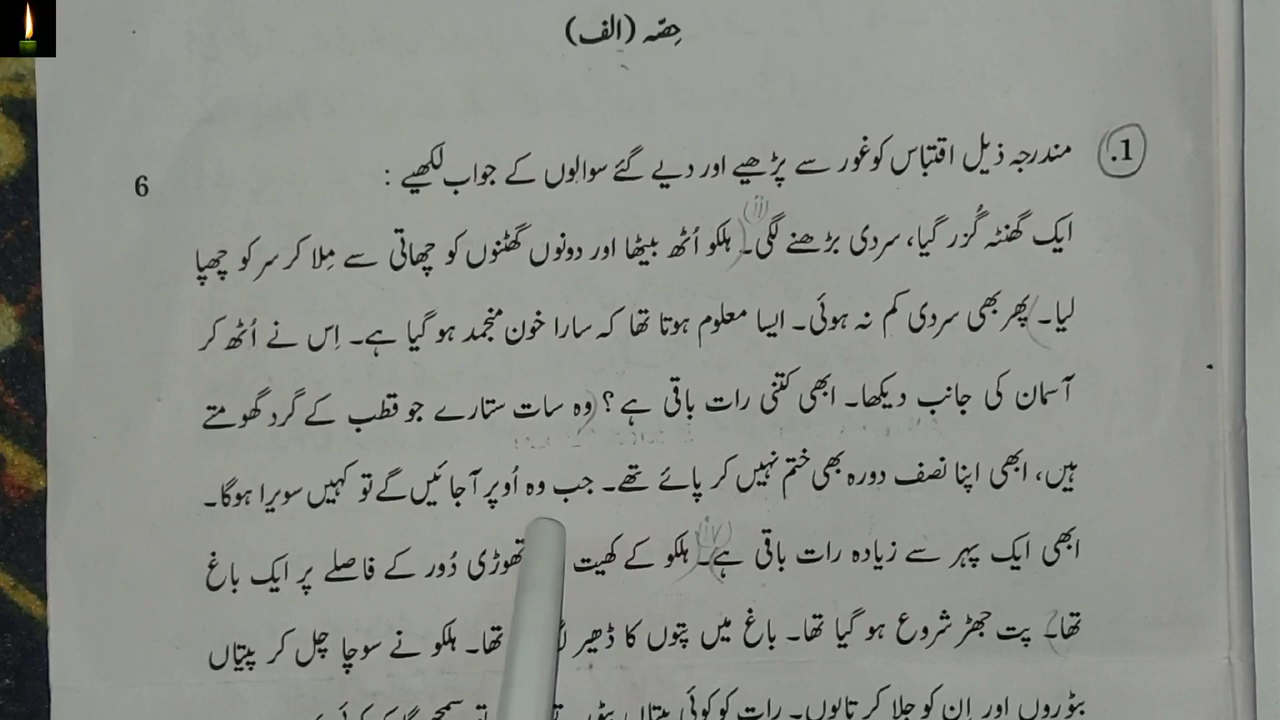 حصّہ (الف)
1. مندرجہ ذیل اقتباس کو غور سے پڑھیے اور دیے گئے سوالوں کے جواب لکھیے : 6
(ii)
ایک گھنٹہ گُزر گیا، سردی بڑھنے لگی۔ ہلکو اُٹھ بیٹھا اور دونوں گھٹنوں کو چھاتی سے مِلا کر سر کو چھپا
لیا۔ پھر بھی سردی کم نہ ہوئی۔ ایسا معلوم ہوتا تھا کہ سارا خون منجمد ہو گیا ہے۔ اِس نے اُٹھ کر
آسمان کی جانب دیکھا۔ ابھی کتنی رات باقی ہے؟ وہ سات ستارے جو قطب کے گرد گھومتے
ہیں، ابھی اپنا نصف دورہ بھی ختم نہیں کر پائے تھے۔ جب وہ اُوپر آ جائیں گے تو کہیں سویرا ہوگا۔
(iv)
ابھی ایک پہر سے زیادہ رات باقی ہے۔ ہلکو کے کھیت تھوڑی دُور کے فاصلے پر ایک باغ
تھا۔ پت جھڑ شروع ہو گیا تھا۔ باغ میں پتوں کا ڈھیر تھا۔ ہلکو نے سوچا چل کر پتیاں
بٹوروں اور اِن کو جلا کر تاپوں۔ رات کو کوئی پتیاں